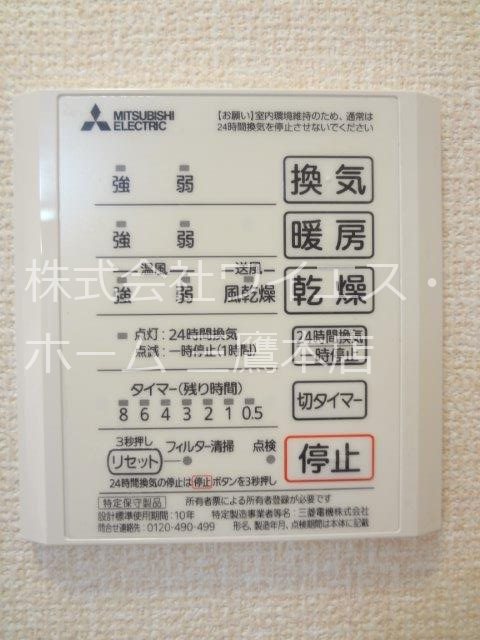 MITSUBISHI ELECTRIC
【お願い】室内環境維持のため、通常は
24時間換気を停止させないでください
強 弱 換気
強 弱 暖房
温風 送風
強 弱 風乾燥 乾燥
点灯:24時間換気
点滅:一時停止(1時間)
24時間換気
一時停止
タイマー(残り時間)
8 6 4 3 2 1 0.5
切タイマー
3秒押し
リセット フィルター清掃 点検
停止
24時間換気の停止は停止ボタンを3秒押し
特定保守製品 所有者票による所有者登録が必要です
設計標準使用期間:10年 特定製造事業者等名:三菱電機株式会社
問合せ連絡先:0120-490-499 形名、製造年月、点検期間は本体に記載
株式会社ワイエス・
ホーム 三鷹本店